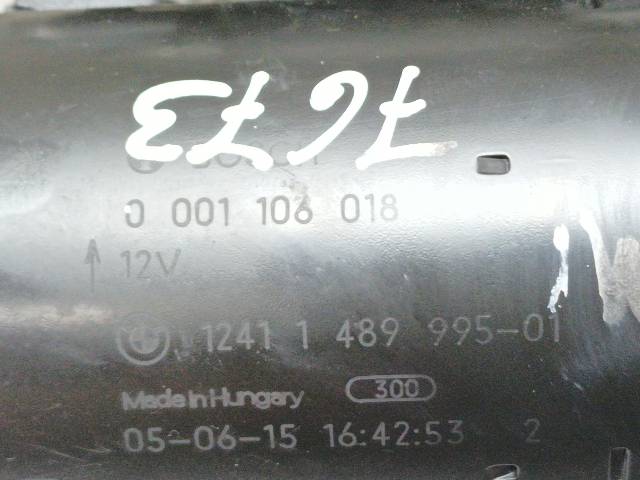 0 001 106 018
12V
1241 1 489 995-01
Made in Hungary 300
05-06-15 16:42:53 2